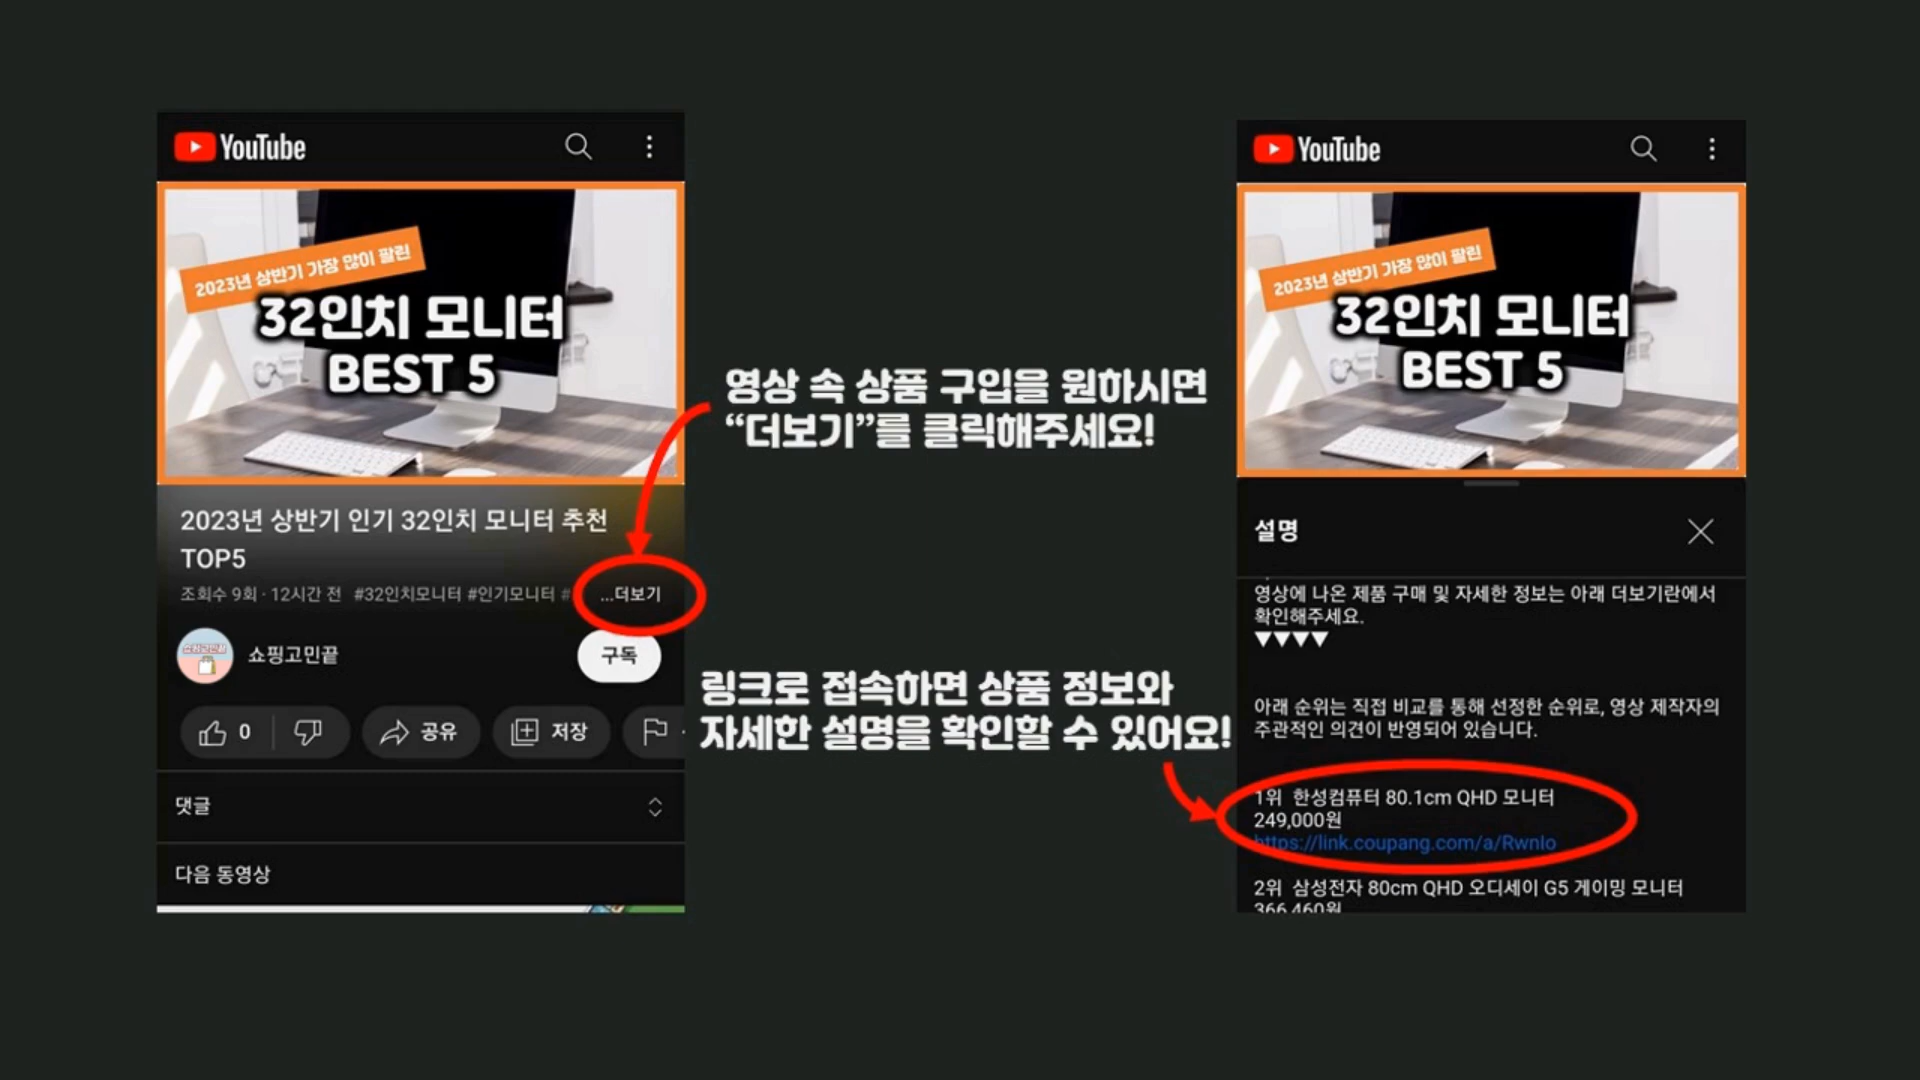 YouTube
2023년 상반기 가장 많이 팔린
32인치 모니터
BEST 5
2023년 상반기 인기 32인치 모니터 추천
TOP5
조회수 9회 · 12시간 전 #32인치모니터 #인기모니터 #
...더보기
쇼핑고민끝
쇼핑고민끝
구독
0
공유
저장
댓글
다음 동영상
영상 속 상품 구입을 원하시면
“더보기”를 클릭해주세요!
링크로 접속하면 상품 정보와
자세한 설명을 확인할 수 있어요!
YouTube
2023년 상반기 가장 많이 팔린
32인치 모니터
BEST 5
설명
영상에 나온 제품 구매 및 자세한 정보는 아래 더보기란에서
확인해주세요.
▼▼▼▼
아래 순위는 직접 비교를 통해 선정한 순위로, 영상 제작자의
주관적인 의견이 반영되어 있습니다.
1위 한성컴퓨터 80.1cm QHD 모니터
249,000원
https://link.coupang.com/a/RwnIo
2위 삼성전자 80cm QHD 오디세이 G5 게이밍 모니터
366,460원